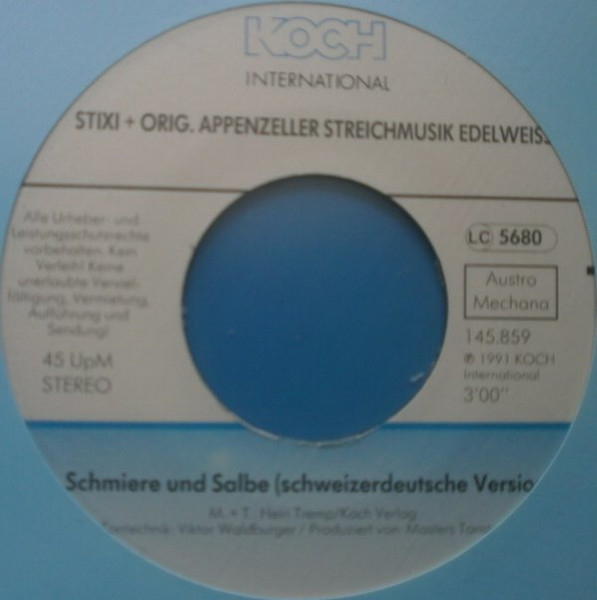 KOCH
INTERNATIONAL
STIXI + ORIG. APPENZELLER STREICHMUSIK EDELWEISS
Alle Urheber- und
Leistungsschutzrechte
vorbehalten. Kein
Verleih! Keine
unerlaubte Verviel-
fältigung, Vermietung,
Aufführung und
Sendung!
45 UpM
STEREO
LC 5680
Austro
Mechana
145.859
℗ 1991 KOCH
International
3'00"
Schmiere und Salbe (schweizerdeutsche Versio
M. + T.: Heiri Tremp/Koch Verlag
Tontechnik: Viktor Waldburger / Produziert von: Masters